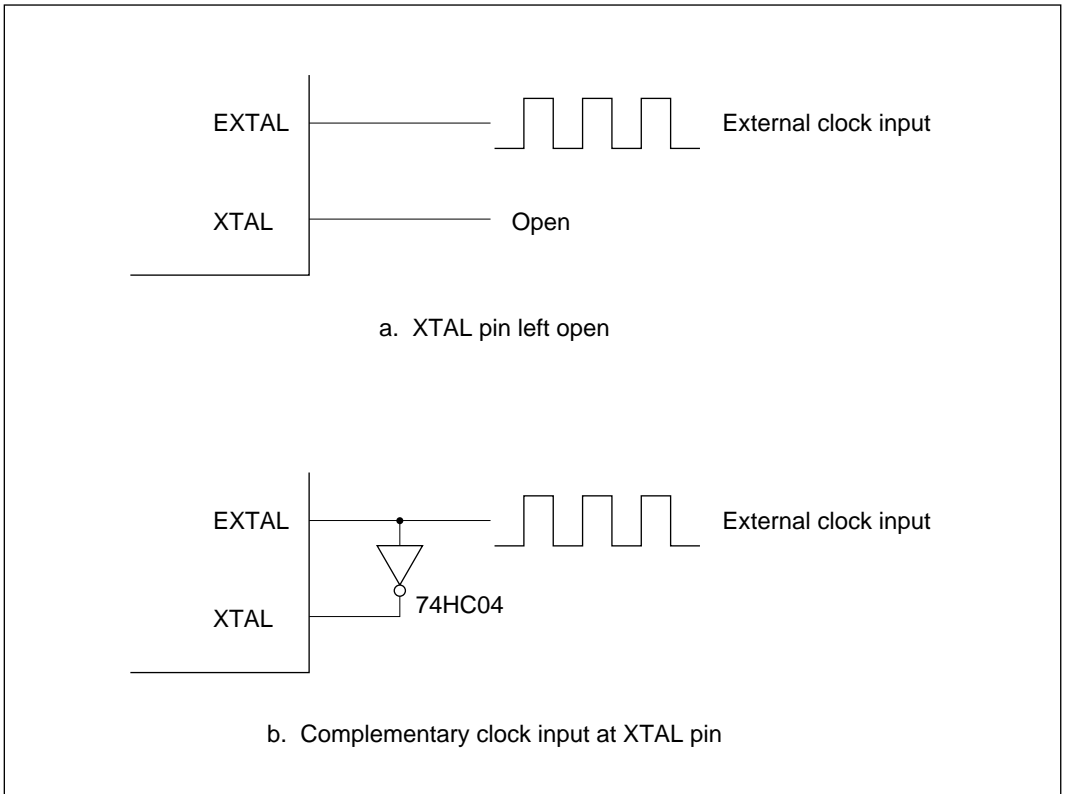 EXTAL
External clock input
XTAL
Open
a. XTAL pin left open
EXTAL
External clock input
74HC04
XTAL
b. Complementary clock input at XTAL pin